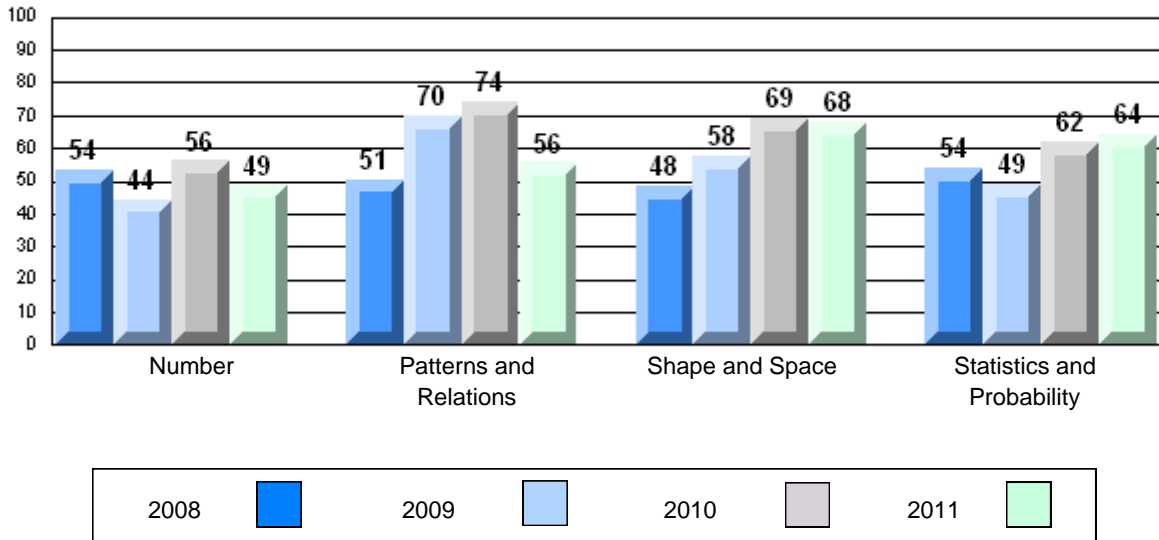 100
90
80
70
60
50
40
30
20
10
0
54 44 56 49
51 70 74 56
48 58 69 68
54 49 62 64
Number
Patterns and
Relations
Shape and Space
Statistics and
Probability
2008 2009 2010 2011